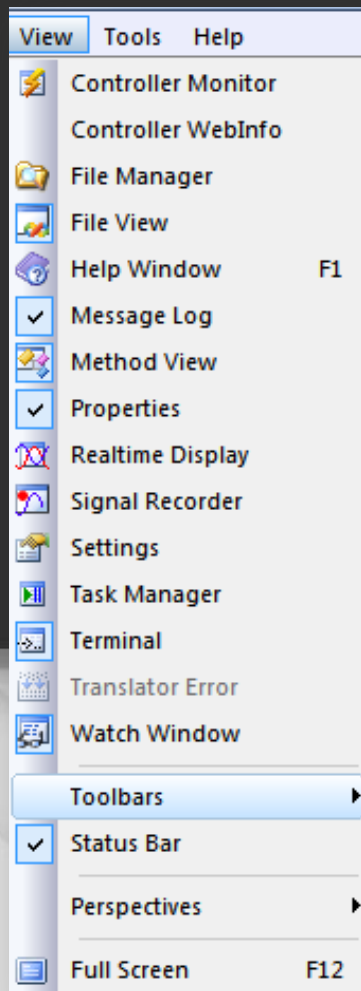 View Tools Help
Controller Monitor
Controller WebInfo
File Manager
File View
Help Window F1
Message Log
Method View
Properties
Realtime Display
Signal Recorder
Settings
Task Manager
Terminal
Translator Error
Watch Window
Toolbars
Status Bar
Perspectives
Full Screen F12